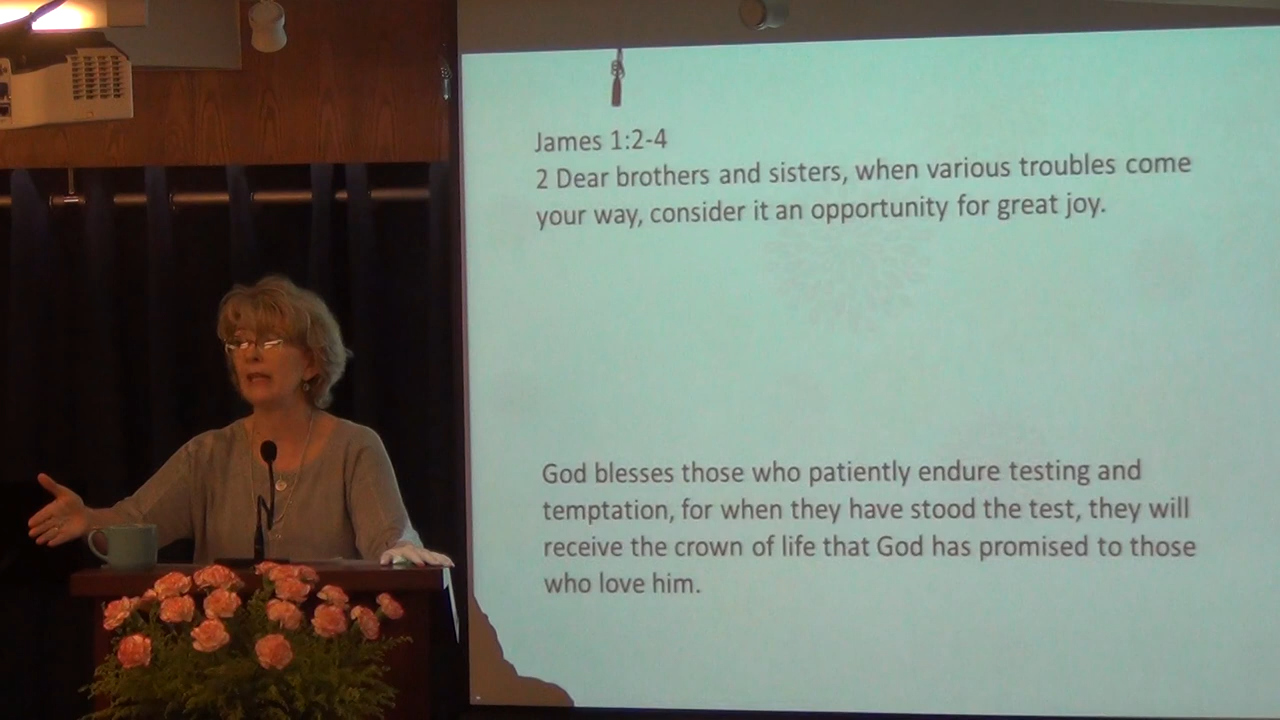 James 1:2-4
2 Dear brothers and sisters, when various troubles come
your way, consider it an opportunity for great joy.
God blesses those who patiently endure testing and
temptation, for when they have stood the test, they will
receive the crown of life that God has promised to those
who love him.